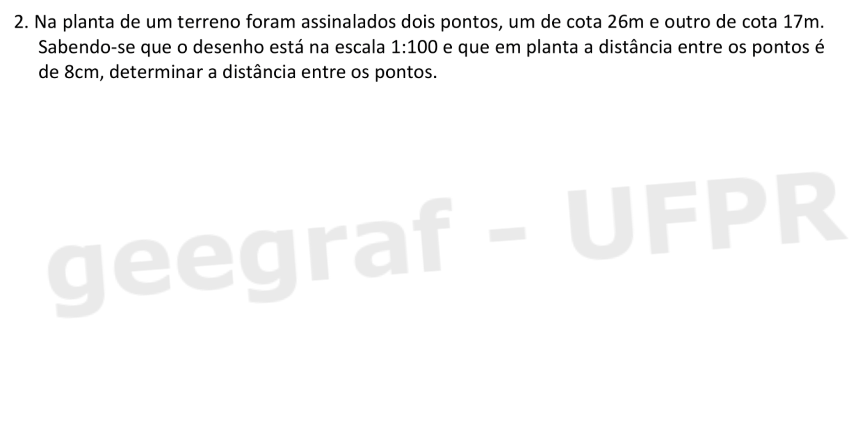 2. Na planta de um terreno foram assinalados dois pontos, um de cota 26m e outro de cota 17m.
Sabendo-se que o desenho está na escala 1:100 e que em planta a distância entre os pontos é
de 8cm, determinar a distância entre os pontos.
geegraf - UFPR